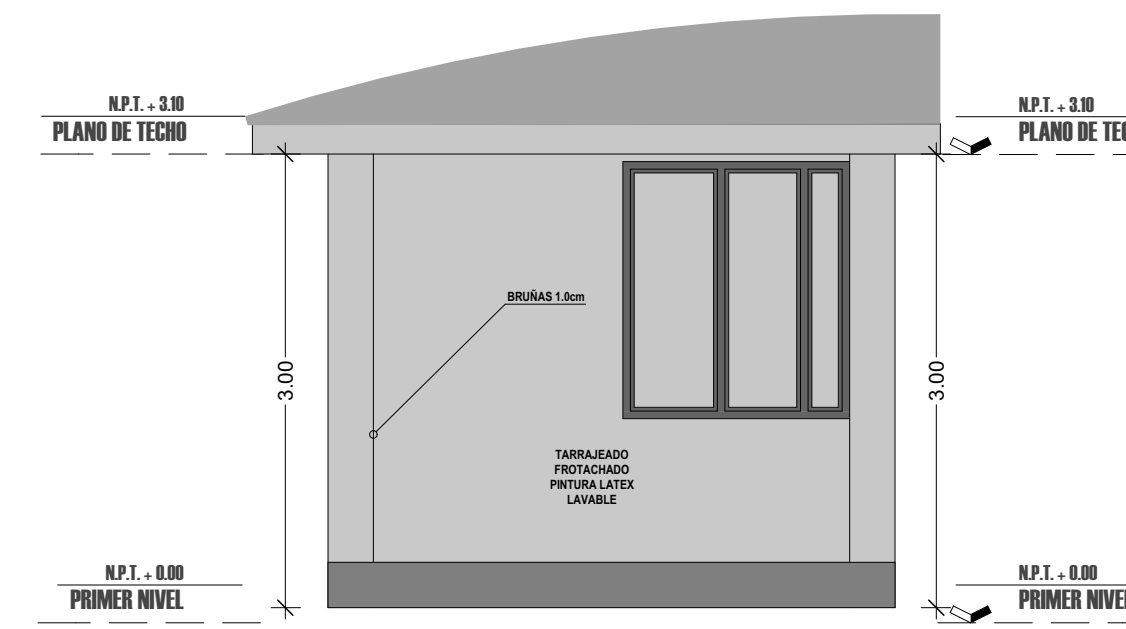 N.P.T. + 3.10
PLANO DE TECHO
N.P.T. + 3.10
PLANO DE TEC
BRUÑAS 1.0cm
3.00
3.00
TARRAJEADO
FROTACHADO
PINTURA LATEX
LAVABLE
N.P.T. + 0.00
PRIMER NIVEL
N.P.T. + 0.00
PRIMER NIVEL